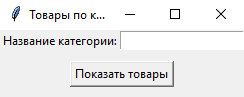 Товары по к...
Название категории:
Показать товары